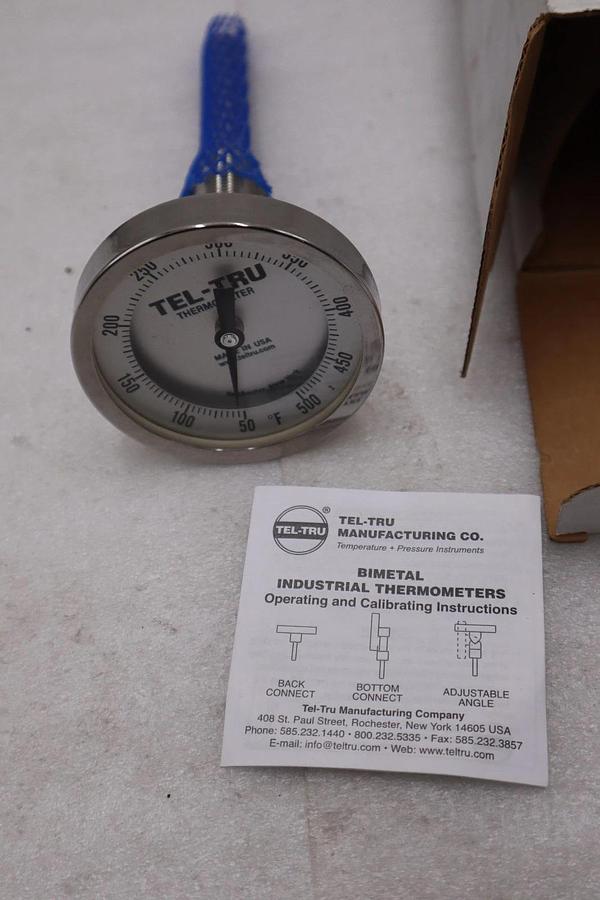 300
250
350
200
400
150
450
100
50
°F
500
TEL-TRU
THERMOMETER
MADE IN USA
www.teltru.com
TEL-TRU ®
TEL-TRU
MANUFACTURING CO.
Temperature + Pressure Instruments
BIMETAL
INDUSTRIAL THERMOMETERS
Operating and Calibrating Instructions
BACK
CONNECT
BOTTOM
CONNECT
ADJUSTABLE
ANGLE
Tel-Tru Manufacturing Company
408 St. Paul Street, Rochester, New York 14605 USA
Phone: 585.232.1440 • 800.232.5335 • Fax: 585.232.3857
E-mail: info@teltru.com • Web: www.teltru.com